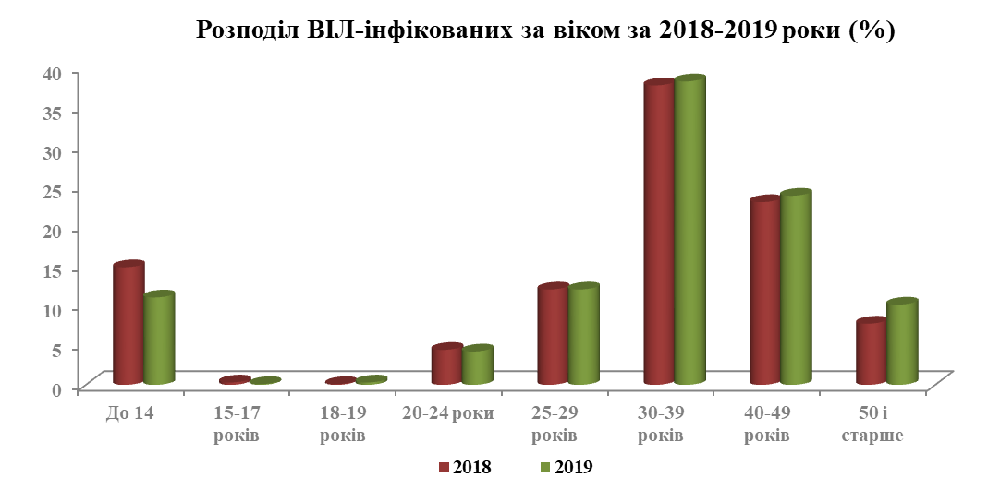 Розподіл ВІЛ-інфікованих за віком за 2018-2019 роки (%)
40
35
30
25
20
15
10
5
0
До 14
15-17
років
18-19
років
20-24 роки
25-29
років
30-39
років
40-49
років
50 і
старше
2018
2019